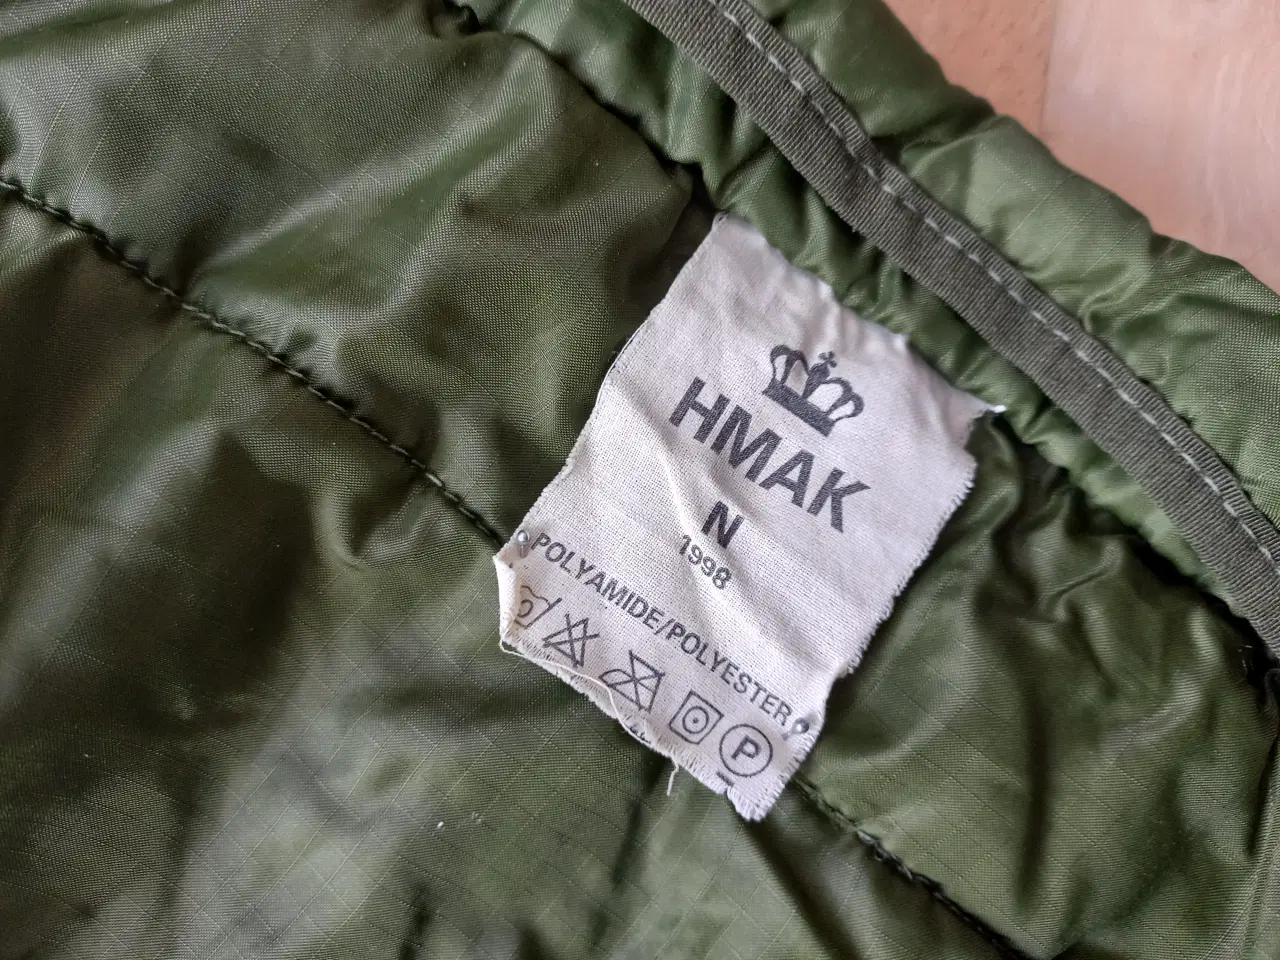 HMAK
N
1998
POLYAMIDE/POLYESTER
P